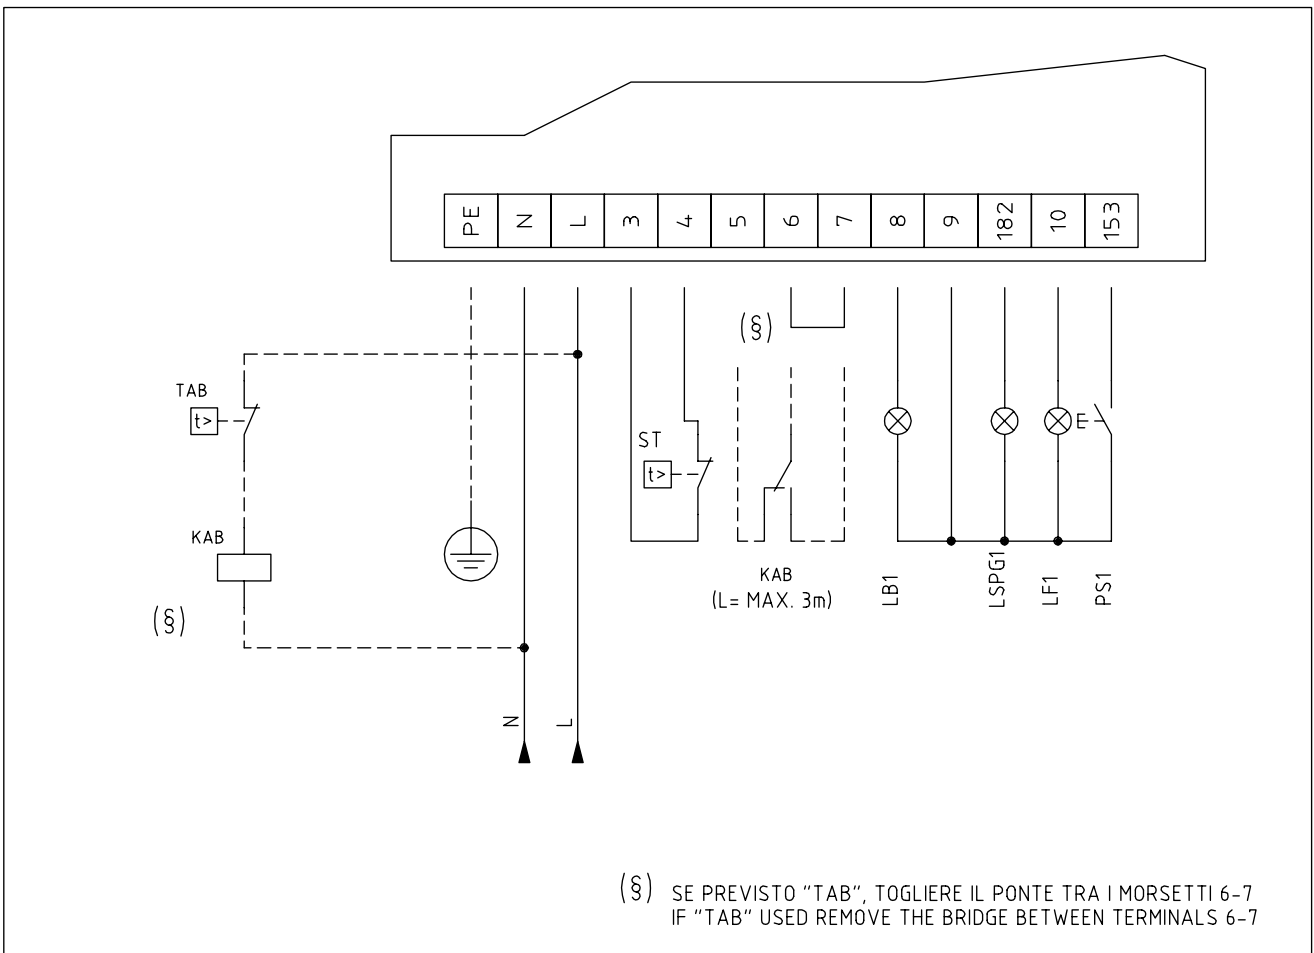 PE N L 3 4 5 6 7 8 9 182 10 153
(§)
TAB
t>
ST
t>
E
KAB
KAB
(L= MAX. 3m)
LB1 LSPG1 LF1 PS1
(§)
N L
(§) SE PREVISTO "TAB", TOGLIERE IL PONTE TRA I MORSETTI 6-7
IF "TAB" USED REMOVE THE BRIDGE BETWEEN TERMINALS 6-7